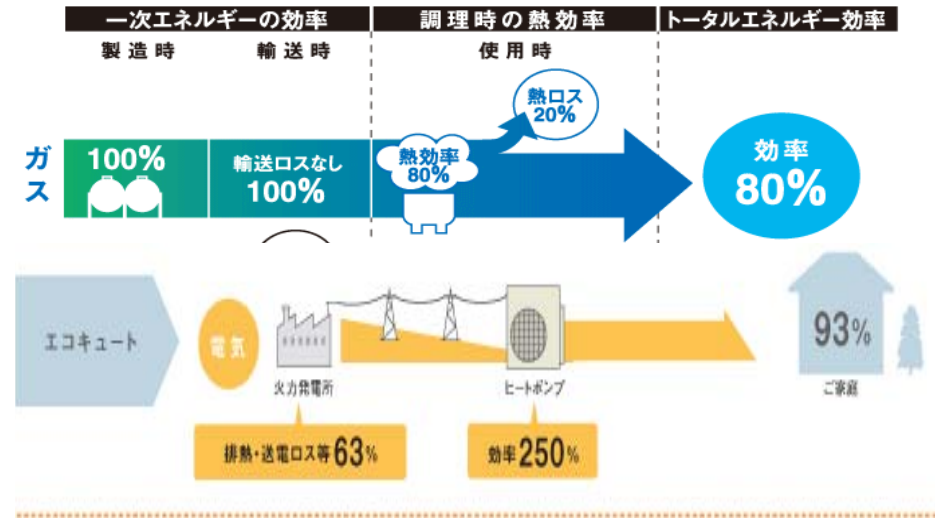 一次エネルギーの効率
調理時の熱効率
トータルエネルギー効率
製造時
輸送時
使用時
熱ロス
20%
ガス
100%
輸送ロスなし
100%
熱効率
80%
効率
80%
エコキュート
電気
火力発電所
ヒートポンプ
93%
ご家庭
排熱・送電ロス等63%
効率250%